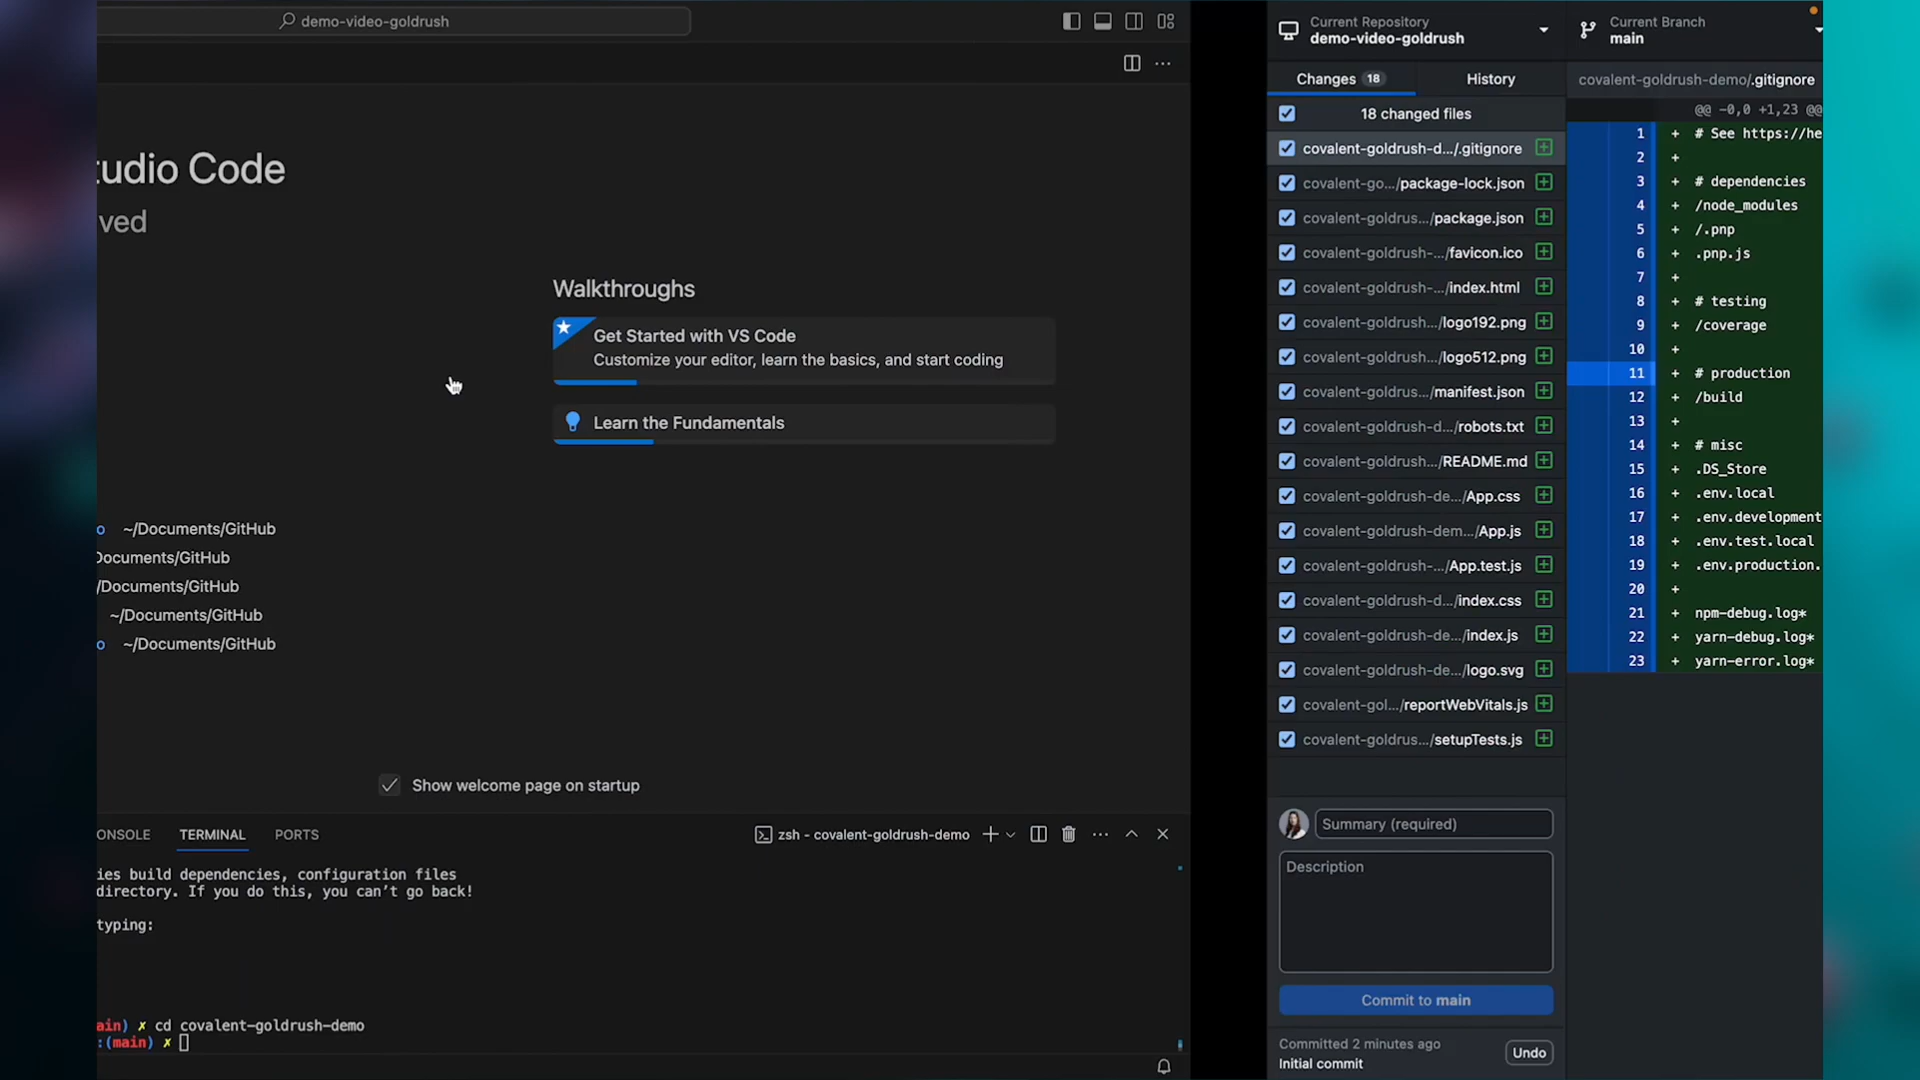 demo-video-goldrush
tudio Code
ved
Walkthroughs
Get Started with VS Code
Customize your editor, learn the basics, and start coding
Learn the Fundamentals
o ~/Documents/GitHub
Documents/GitHub
/Documents/GitHub
~/Documents/GitHub
o ~/Documents/GitHub
Show welcome page on startup
ONSOLE TERMINAL PORTS zsh - covalent-goldrush-demo
ies build dependencies, configuration files
directory. If you do this, you can’t go back!
typing:
ain) ✗ cd covalent-goldrush-demo
:(main) ✗
Current Repository
demo-video-goldrush
Current Branch
main
Changes 18 History
18 changed files
covalent-goldrush-d.../.gitignore
covalent-go.../package-lock.json
covalent-goldrus.../package.json
covalent-goldrush-.../favicon.ico
covalent-goldrush-.../index.html
covalent-goldrush.../logo192.png
covalent-goldrush.../logo512.png
covalent-goldrush.../manifest.json
covalent-goldrush-d.../robots.txt
covalent-goldrush.../README.md
covalent-goldrush-de.../App.css
covalent-goldrush-dem.../App.js
covalent-goldrush-.../App.test.js
covalent-goldrush-d.../index.css
covalent-goldrush-de.../index.js
covalent-goldrush-de.../logo.svg
covalent-gol.../reportWebVitals.js
covalent-goldrus.../setupTests.js
Summary (required)
Description
Commit to main
Committed 2 minutes ago
Initial commit
Undo
covalent-goldrush-demo/.gitignore
@@ -0,0 +1,23 @@
1 + # See https://he
2 +
3 + # dependencies
4 + /node_modules
5 + /.pnp
6 + .pnp.js
7 +
8 + # testing
9 + /coverage
10 +
11 + # production
12 + /build
13 +
14 + # misc
15 + .DS_Store
16 + .env.local
17 + .env.development
18 + .env.test.local
19 + .env.production.
20 +
21 + npm-debug.log*
22 + yarn-debug.log*
23 + yarn-error.log*